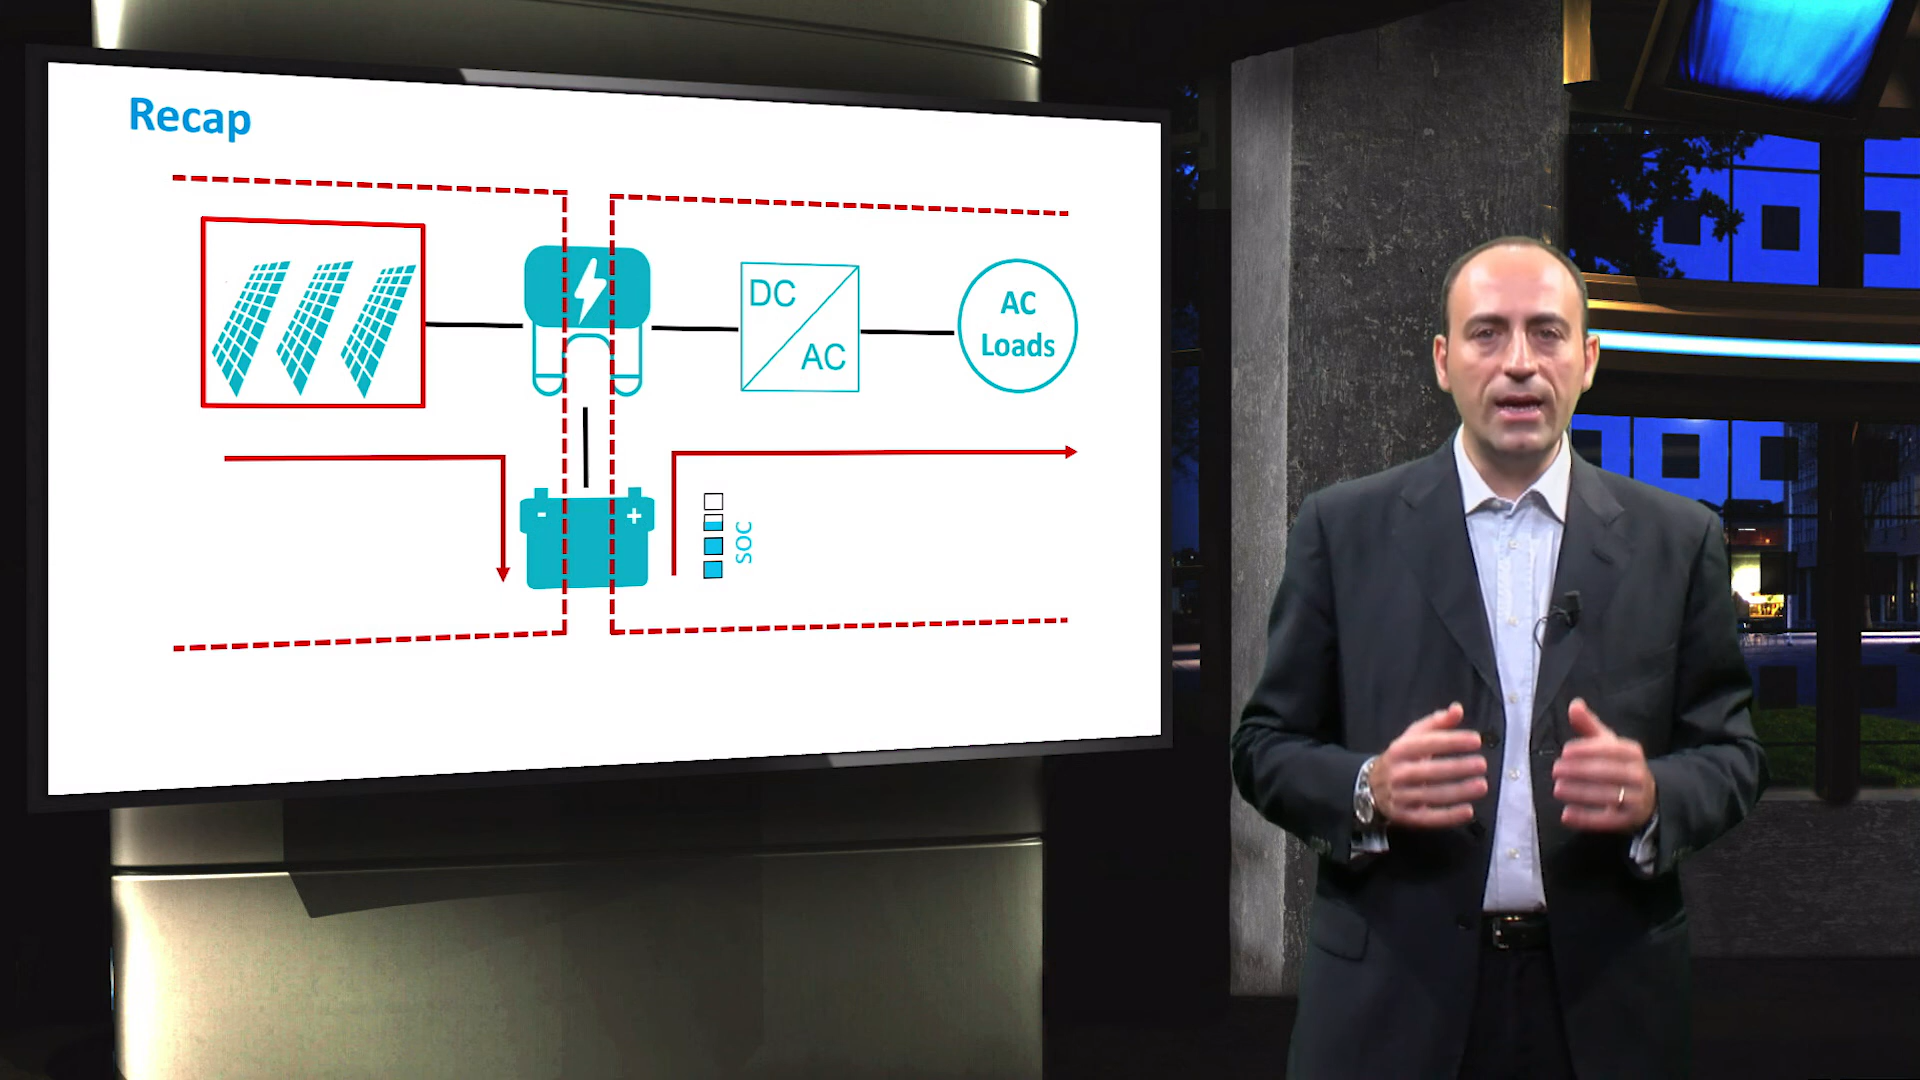 Recap
DC
AC
AC
Loads
- +
SOC